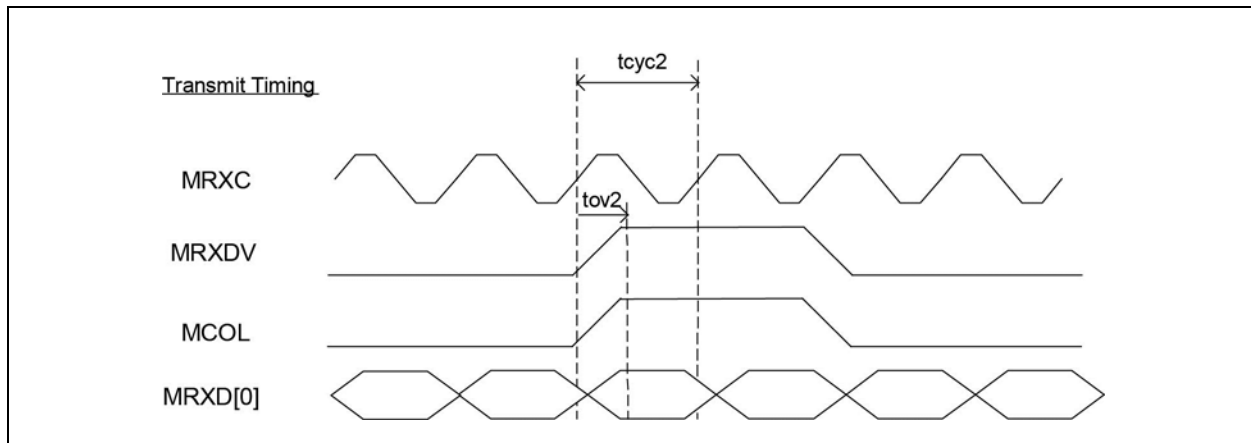 tcyc2
Transmit Timing
MRXC
tov2
MRXDV
MCOL
MRXD[0]